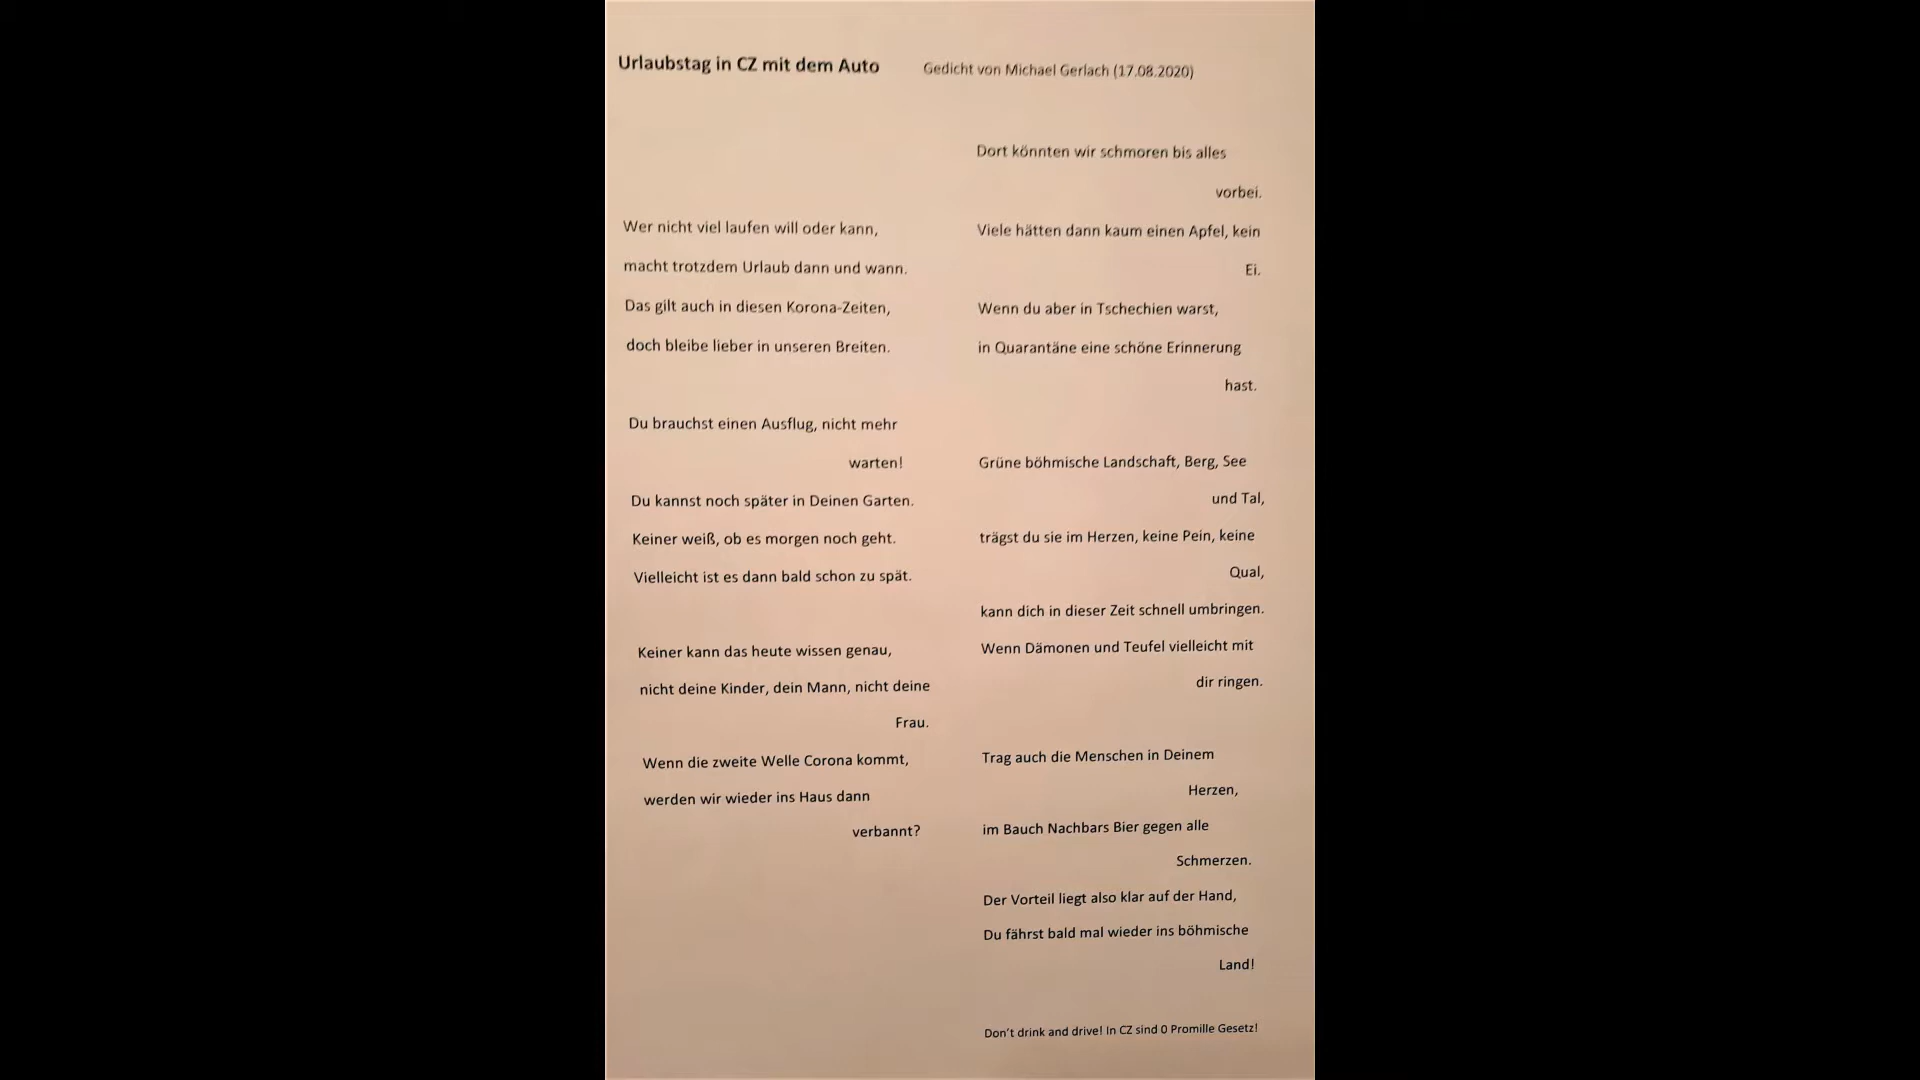 Urlaubstag in CZ mit dem Auto
Gedicht von Michael Gerlach (17.08.2020)
Wer nicht viel laufen will oder kann,
macht trotzdem Urlaub dann und wann.
Das gilt auch in diesen Korona-Zeiten,
doch bleibe lieber in unseren Breiten.
Du brauchst einen Ausflug, nicht mehr
warten!
Du kannst noch später in Deinen Garten.
Keiner weiß, ob es morgen noch geht.
Vielleicht ist es dann bald schon zu spät.
Keiner kann das heute wissen genau,
nicht deine Kinder, dein Mann, nicht deine
Frau.
Wenn die zweite Welle Corona kommt,
werden wir wieder ins Haus dann
verbannt?
Dort könnten wir schmoren bis alles
vorbei.
Viele hätten dann kaum einen Apfel, kein
Ei.
Wenn du aber in Tschechien warst,
in Quarantäne eine schöne Erinnerung
hast.
Grüne böhmische Landschaft, Berg, See
und Tal,
trägst du sie im Herzen, keine Pein, keine
Qual,
kann dich in dieser Zeit schnell umbringen.
Wenn Dämonen und Teufel vielleicht mit
dir ringen.
Trag auch die Menschen in Deinem
Herzen,
im Bauch Nachbars Bier gegen alle
Schmerzen.
Der Vorteil liegt also klar auf der Hand,
Du fährst bald mal wieder ins böhmische
Land!
Don't drink and drive! In CZ sind 0 Promille Gesetz!